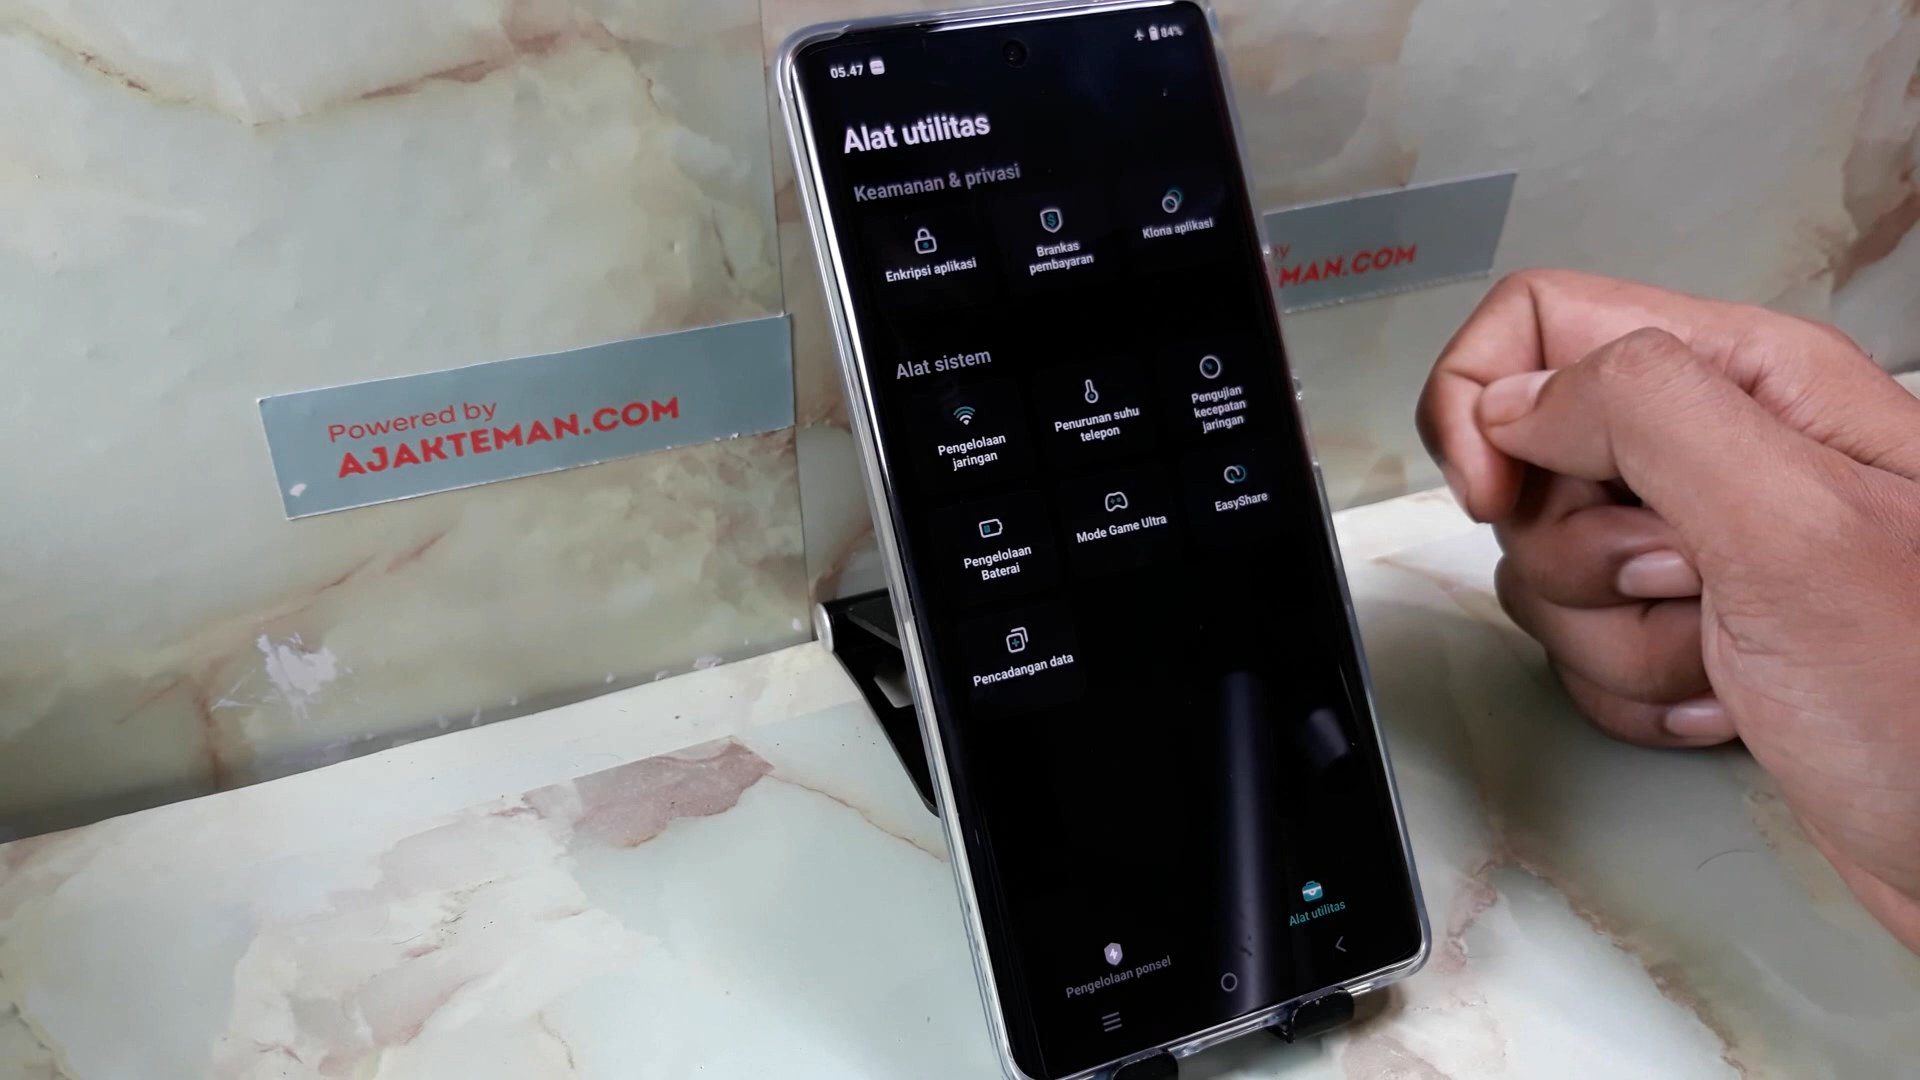 05.47
84%
Alat utilitas
Keamanan & privasi
Enkripsi aplikasi
Brankas
pembayaran
Klona aplikasi
Alat sistem
Pengelolaan
jaringan
Penurunan suhu
telepon
Pengujian
kecepatan
jaringan
Pengelolaan
Baterai
Mode Game Ultra
EasyShare
Pencadangan data
Pengelolaan ponsel
Alat utilitas
Powered by
AJAKTEMAN.COM
by
MAN.COM